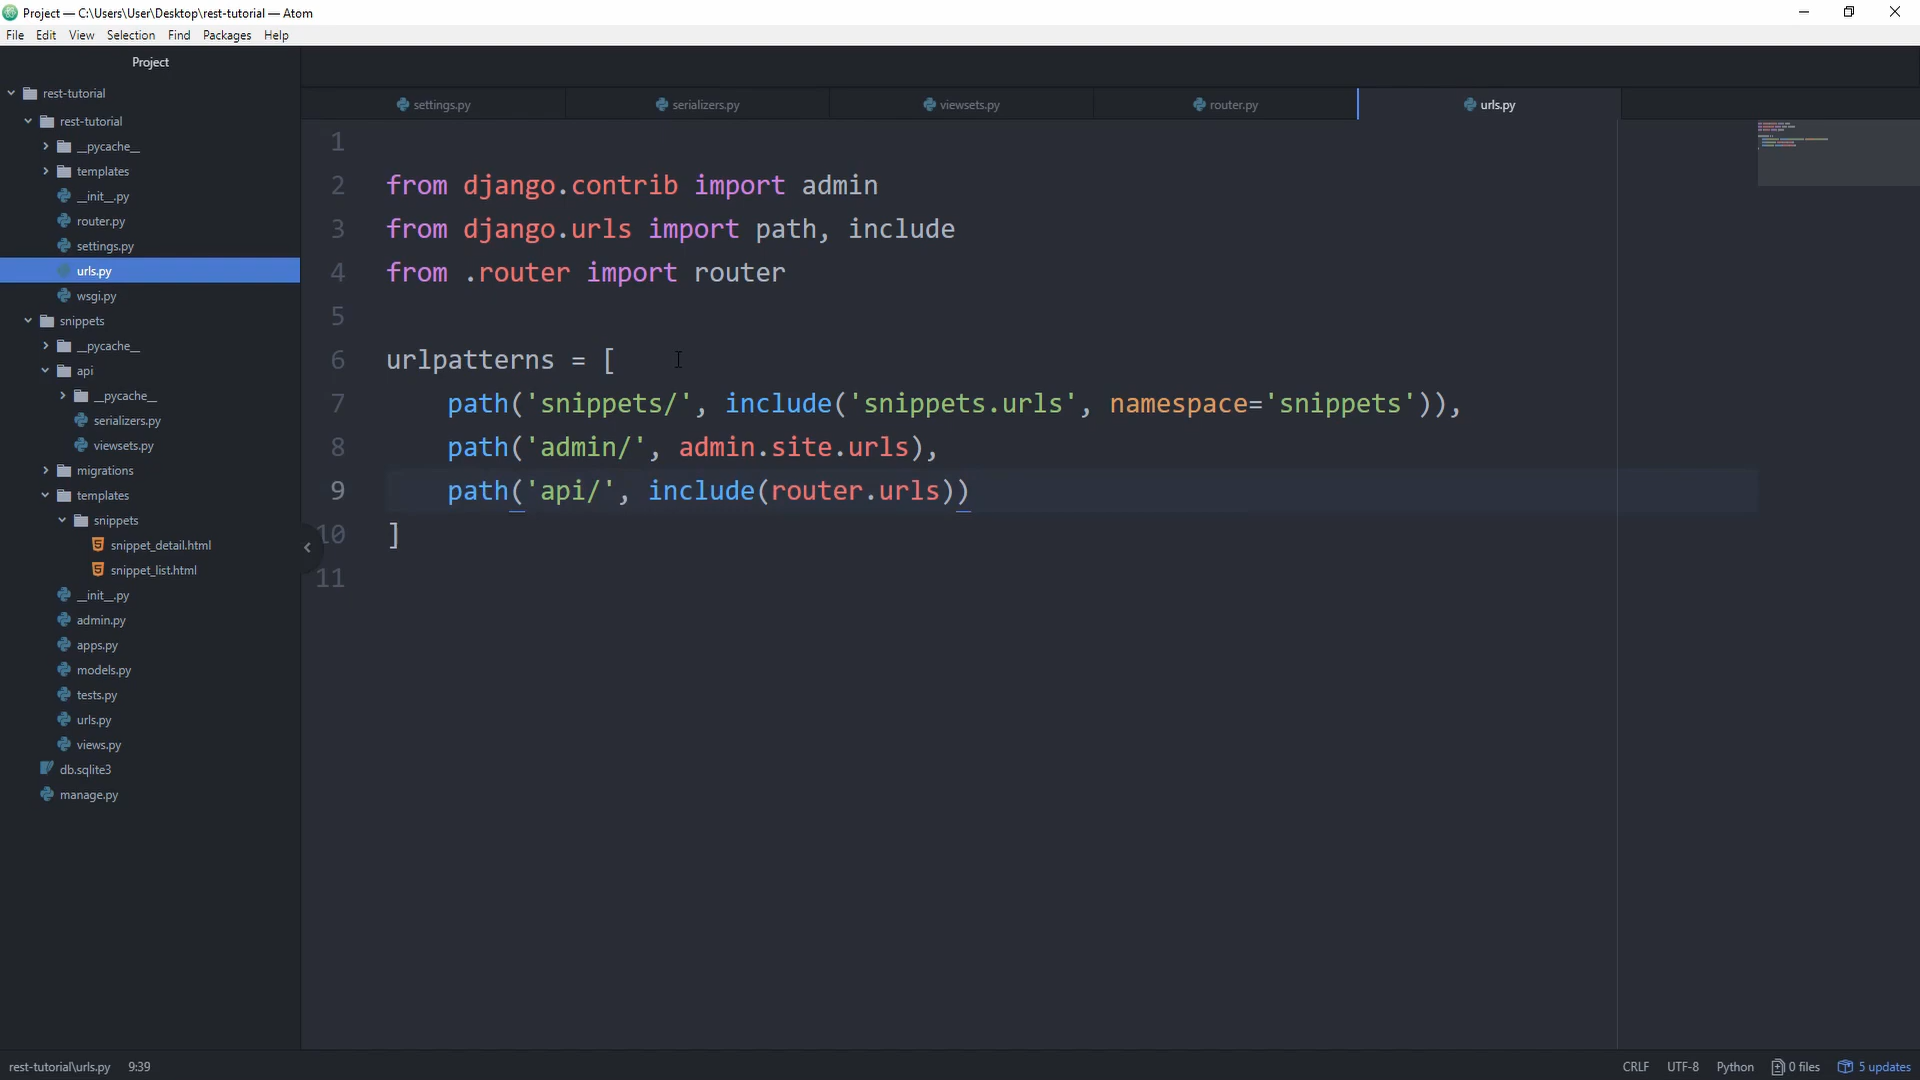 Project — C:\Users\User\Desktop\rest-tutorial — Atom
File Edit View Selection Find Packages Help
Project
rest-tutorial
rest-tutorial
__pycache__
templates
__init__.py
router.py
settings.py
urls.py
wsgi.py
snippets
__pycache__
api
__pycache__
serializers.py
viewsets.py
migrations
templates
snippets
snippet_detail.html
snippet_list.html
__init__.py
admin.py
apps.py
models.py
tests.py
urls.py
views.py
db.sqlite3
manage.py
settings.py serializers.py viewsets.py router.py urls.py
1
2 from django.contrib import admin
3 from django.urls import path, include
4 from .router import router
5
6 urlpatterns = [
7     path('snippets/', include('snippets.urls', namespace='snippets')),
8     path('admin/', admin.site.urls),
9     path('api/', include(router.urls))
10 ]
11
rest-tutorial\urls.py 9:39 CRLF UTF-8 Python 0 files 5 updates